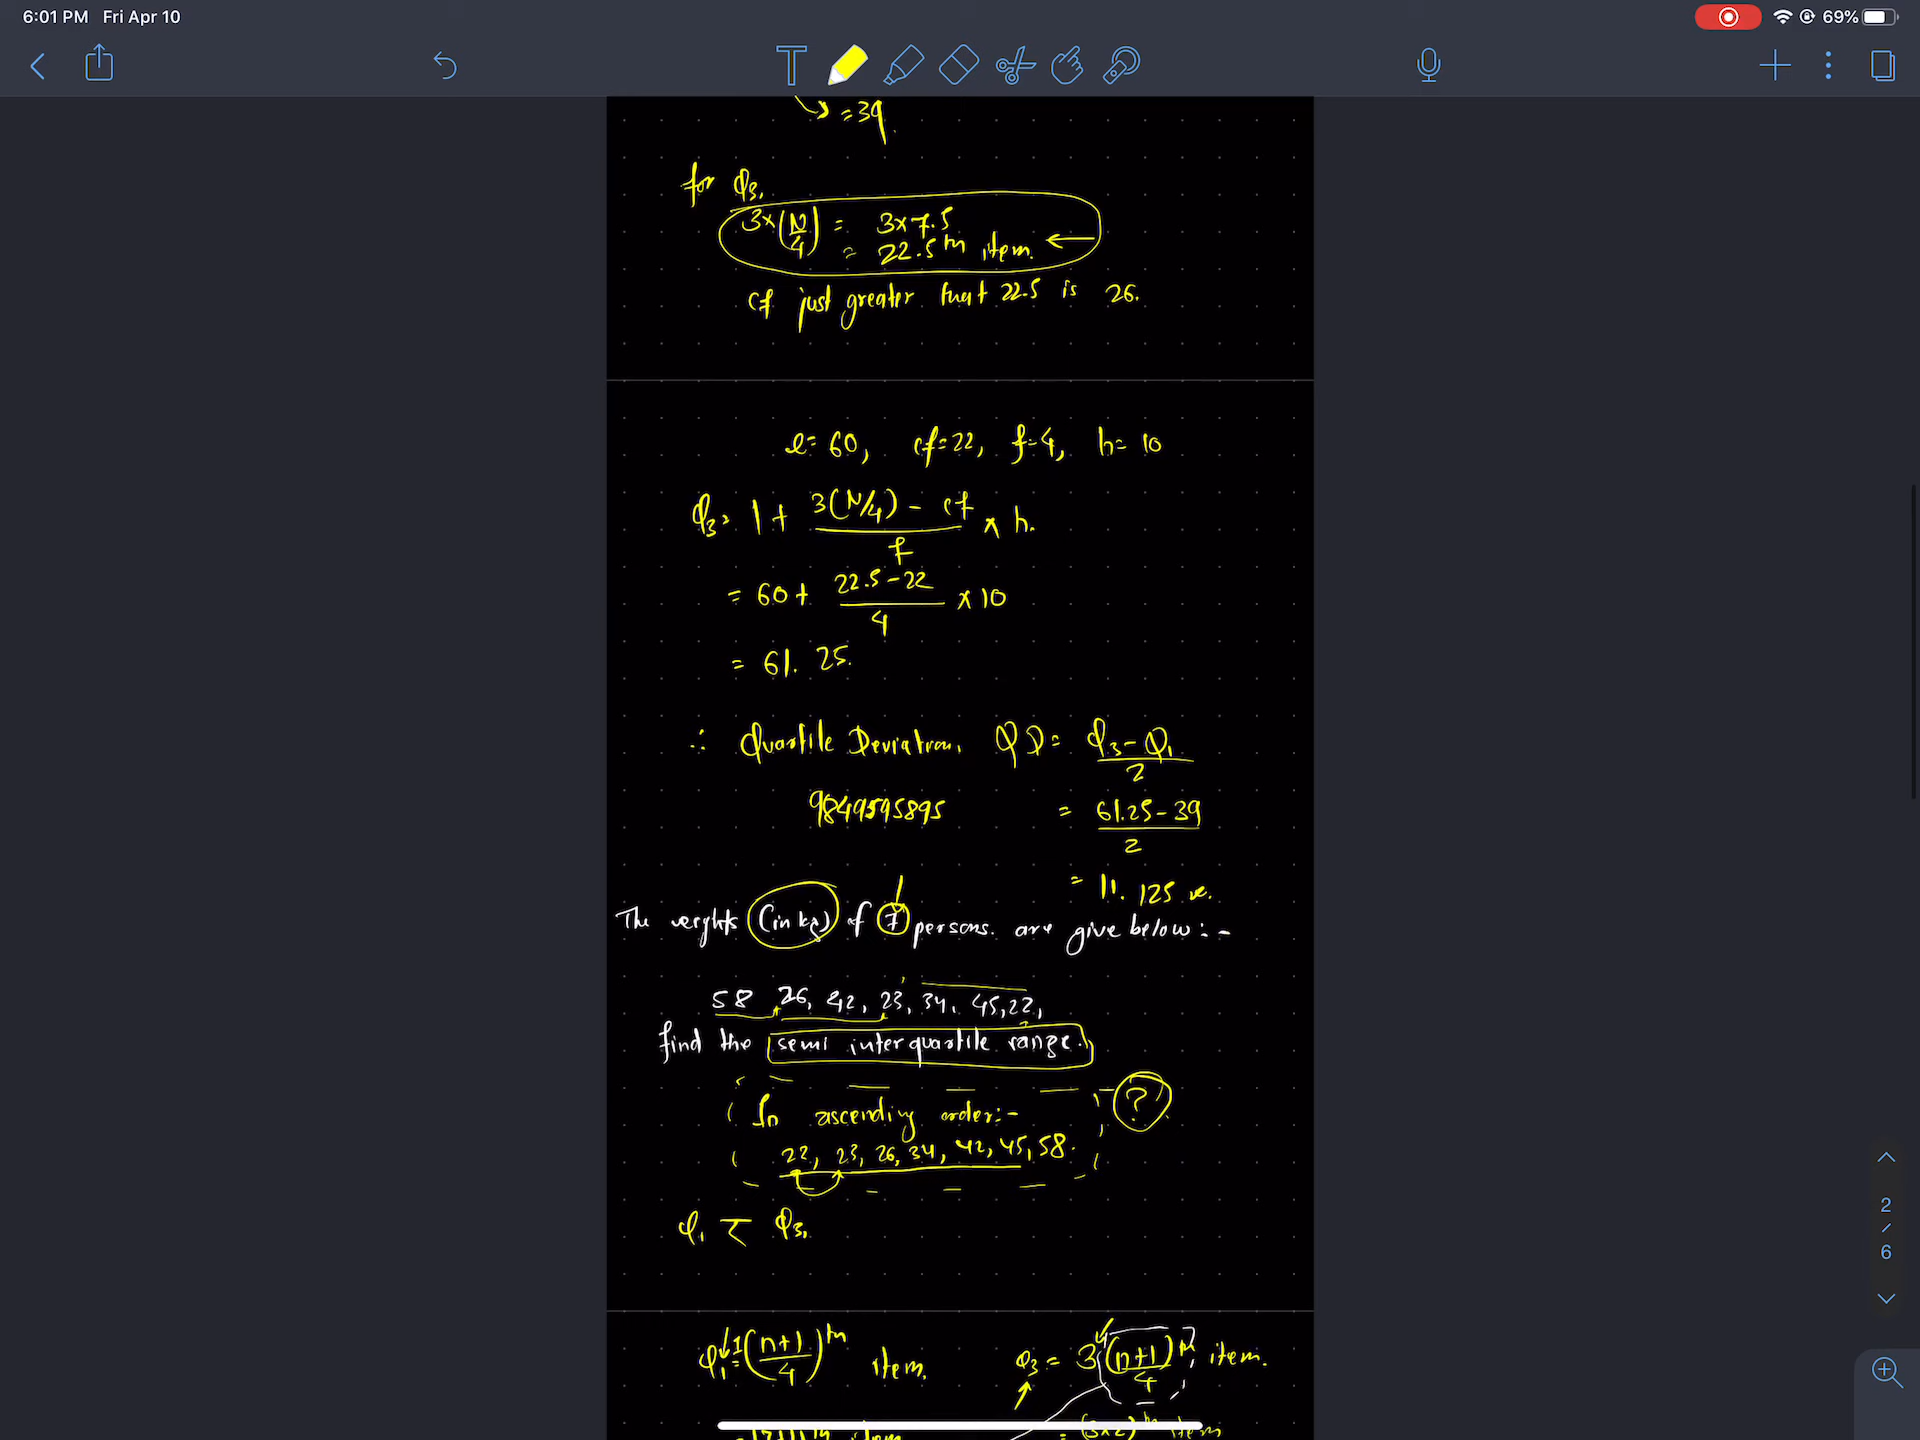 6:01 PM Fri Apr 10
69%
= 39
for Q₃,
3×(N/4) = 3×7.5
= 22.5th item.
cf just greater that 22.5 is 26.
l= 60, cf=22, f=4, h= 10
Q₃= l + (3(N/4) - cf)/f × h.
= 60 + (22.5-22)/4 × 10
= 61.25.
∴ Quartile Deviation, QD = (Q₃-Q₁)/2
9849595895 = (61.25-39)/2
= 11.125
The weights (in kg) of 7 persons. are give below:-
58 26, 42, 23, 34, 45, 22,
find the semi interquartile range.
In ascending order:- ?
22, 23, 26, 34, 42, 45, 58.
Q₁ Q₃,
2
/
6
Q₁ = 1((n+1)/4)th item. Q₃ = 3((n+1)/4)th item.
= (3×2)th item